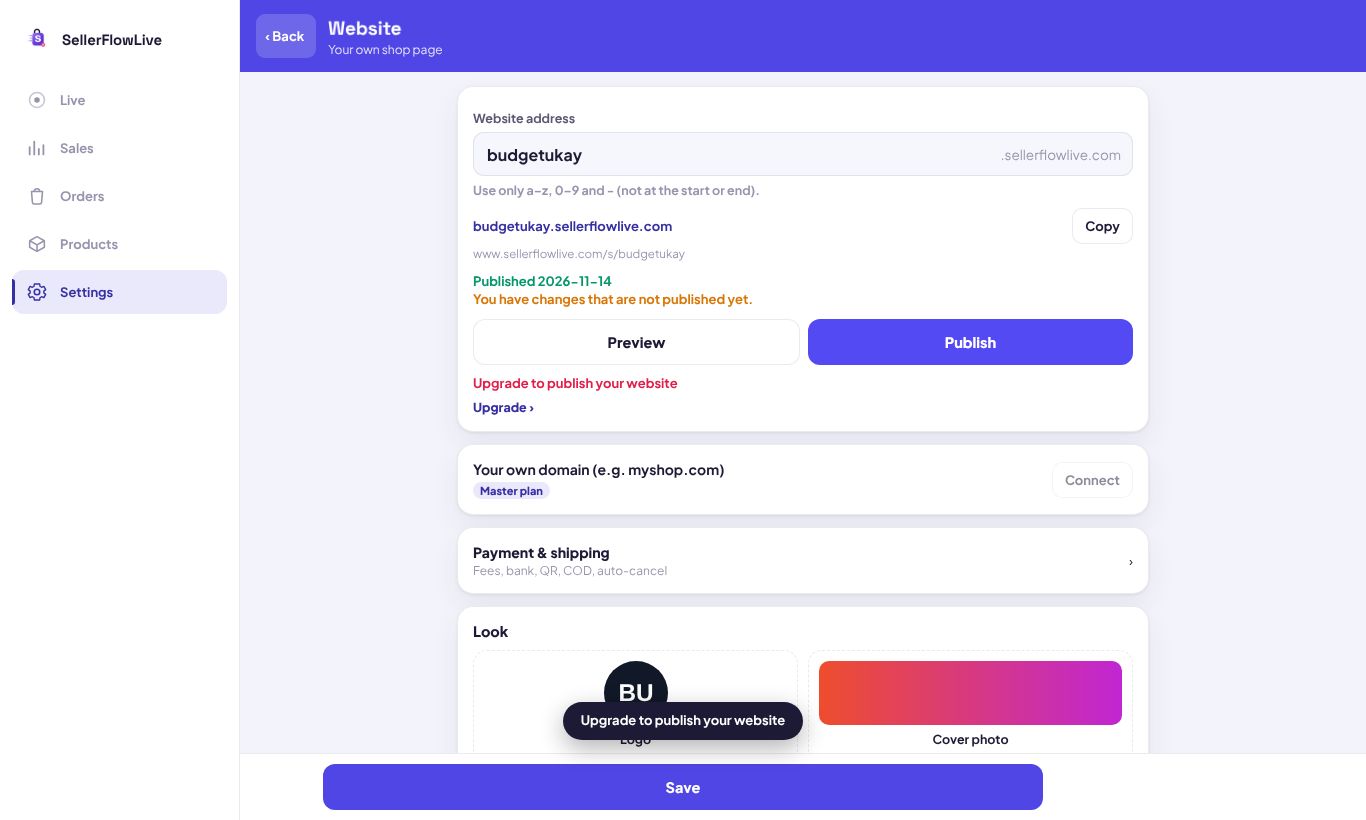 SellerFlowLive
Live
Sales
Orders
Products
Settings
‹ Back
Website
Your own shop page
Website address
budgetukay
.sellerflowlive.com
Use only a–z, 0–9 and - (not at the start or end).
budgetukay.sellerflowlive.com
Copy
www.sellerflowlive.com/s/budgetukay
Published 2026-11-14
You have changes that are not published yet.
Preview
Publish
Upgrade to publish your website
Upgrade ›
Your own domain (e.g. myshop.com)
Master plan
Connect
Payment & shipping
Fees, bank, QR, COD, auto-cancel
›
Look
BU
Upgrade to publish your website
Logo
Cover photo
Save